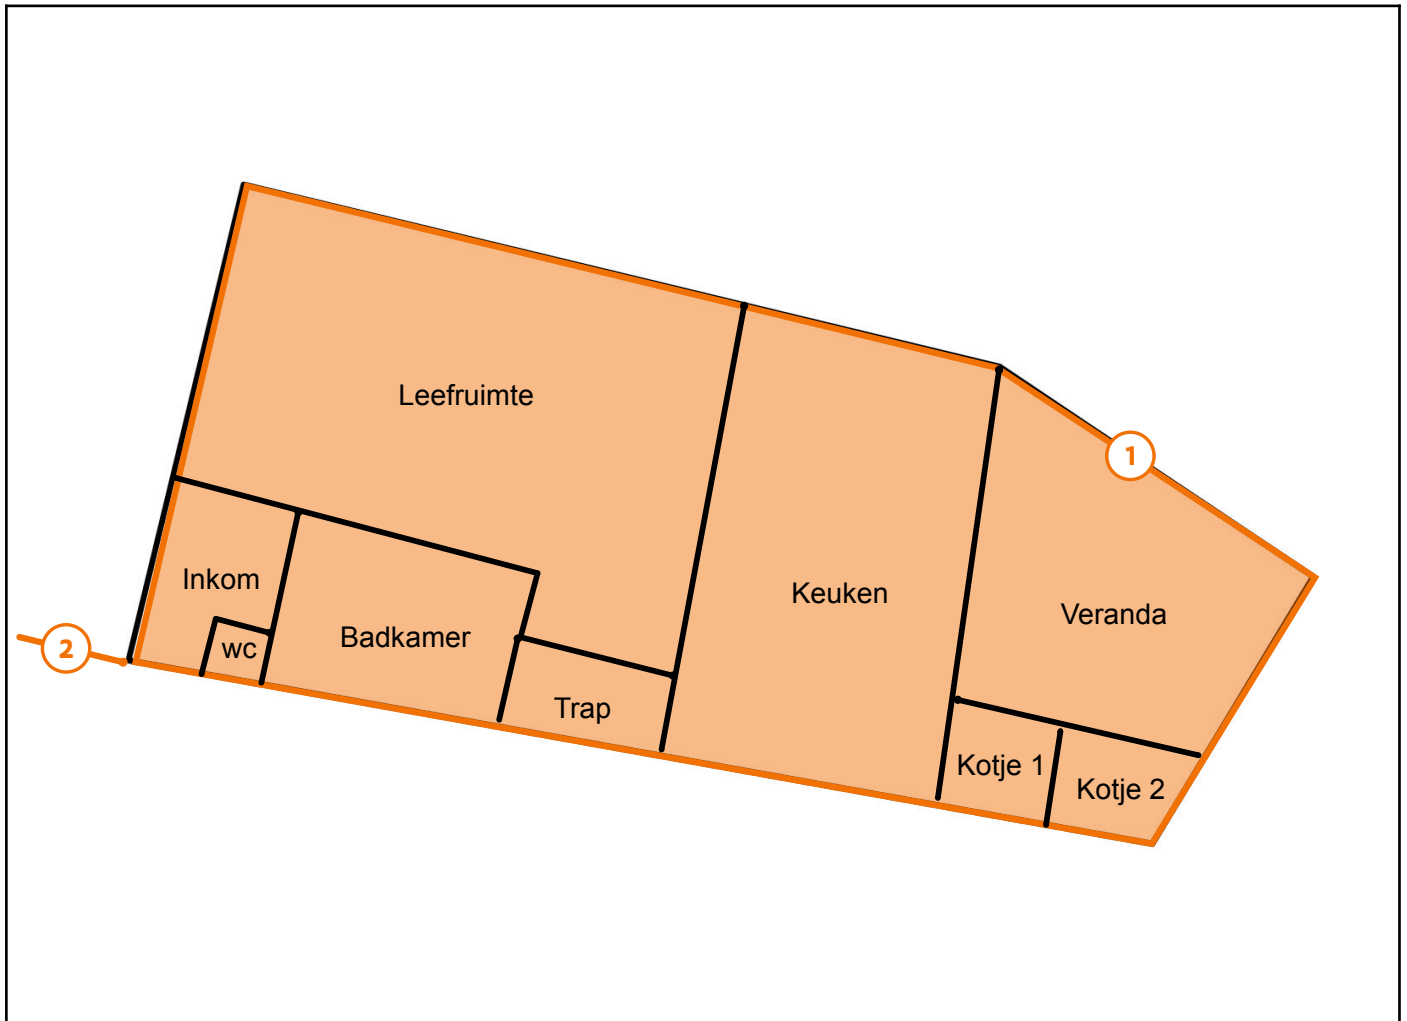 Leefruimte
1
Inkom
Keuken
Veranda
Badkamer
wc
2
Trap
Kotje 1
Kotje 2